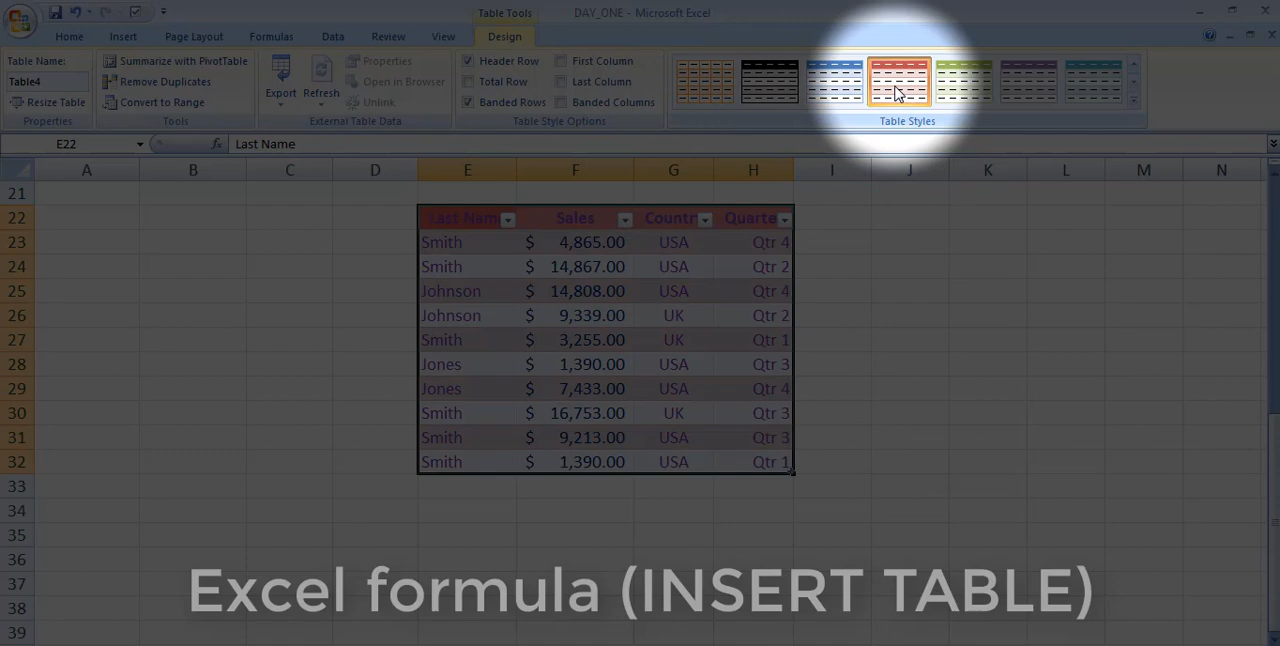 Table Tools
DAY_ONE - Microsoft Excel
Home Insert Page Layout Formulas Data Review View Design
Table Name:
Table4
Resize Table
Properties
Summarize with PivotTable
Remove Duplicates
Convert to Range
Tools
Export
Refresh
Properties
Open in Browser
Unlink
External Table Data
Header Row
Total Row
Banded Rows
First Column
Last Column
Banded Columns
Table Style Options
Table Styles
E22 fx Last Name
A B C D E F G H I J K L M N
21
22 Last Nam Sales Countr Quarte
23 Smith $ 4,865.00 USA Qtr 4
24 Smith $ 14,867.00 USA Qtr 2
25 Johnson $ 14,808.00 USA Qtr 4
26 Johnson $ 9,339.00 UK Qtr 2
27 Smith $ 3,255.00 UK Qtr 1
28 Jones $ 1,390.00 USA Qtr 3
29 Jones $ 7,433.00 USA Qtr 4
30 Smith $ 16,753.00 UK Qtr 3
31 Smith $ 9,213.00 USA Qtr 3
32 Smith $ 1,390.00 USA Qtr 1
33
34
35
36
37
38
39
Excel formula (INSERT TABLE)